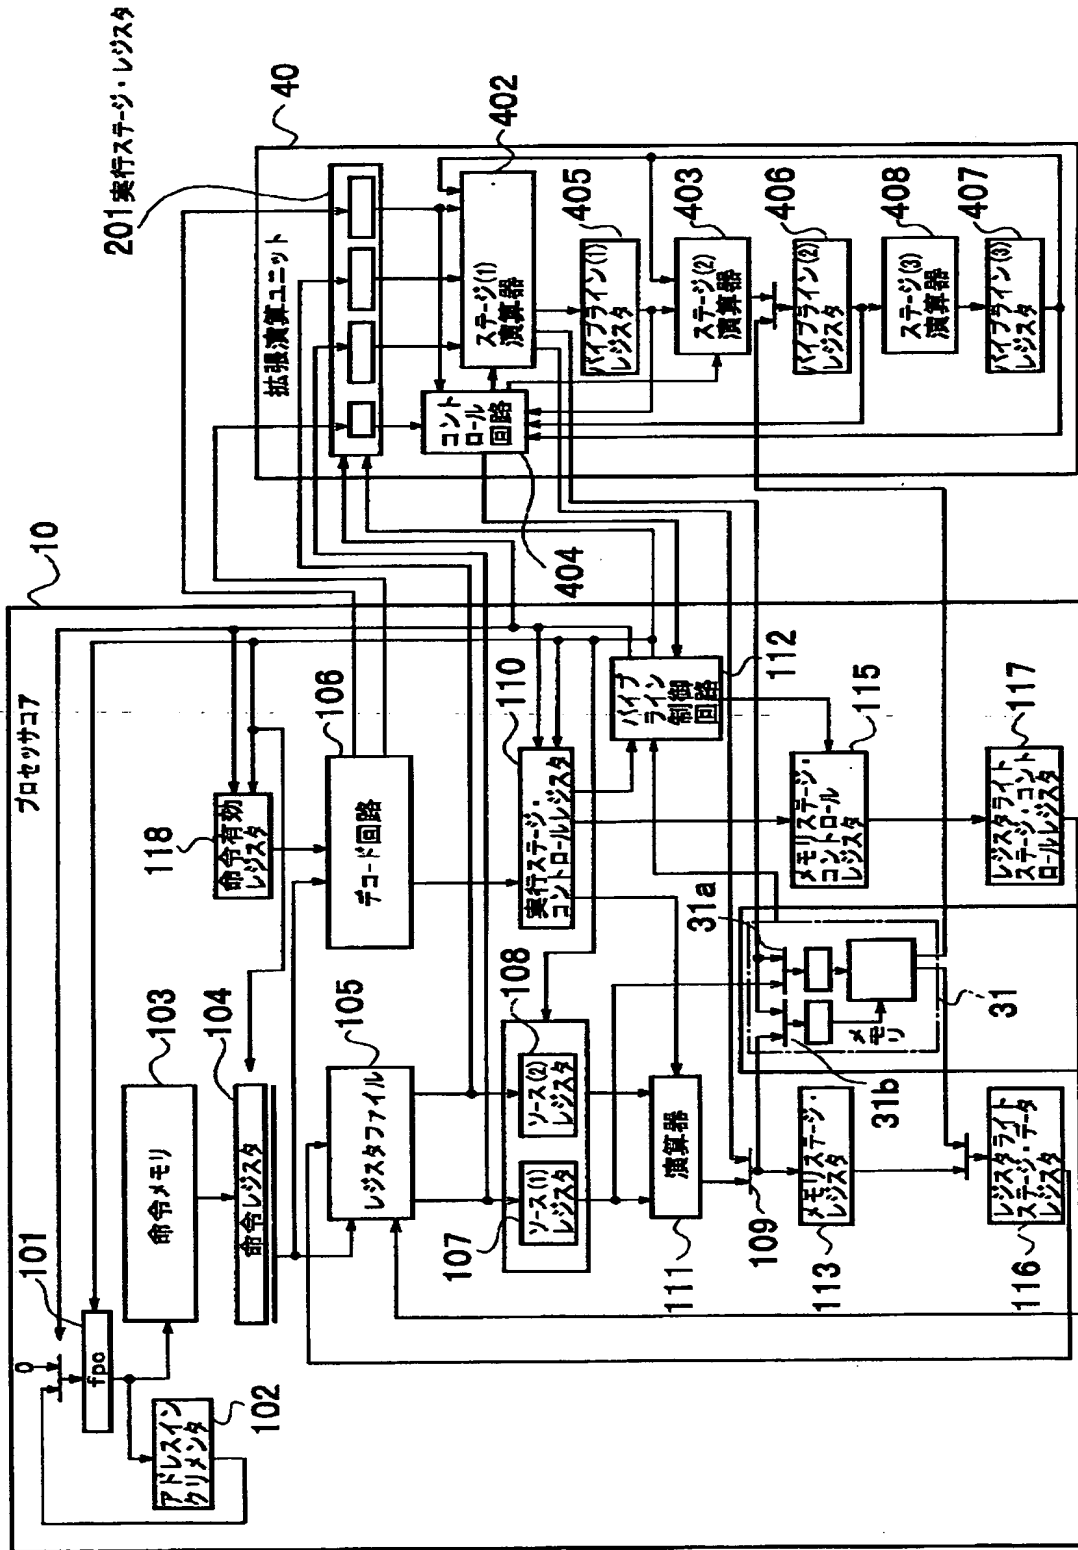 プロセッサコア
10
0
101
fpc
アドレスイン
クリメンタ
102
命令メモリ
103
命令レジスタ
104
命令有効
レジスタ
118
デコード回路
106
レジスタファイル
105
ソース(1)
レジスタ
107
ソース(2)
レジスタ
108
実行ステージ・
コントロールレジスタ
110
パイプ
ライン
制御
回路
112
演算器
111
109
メモリ
31a
31b
31
メモリステージ・
レジスタ
113
メモリステージ・
コントロール
レジスタ
115
レジスタライト
ステージ・データ
レジスタ
116
レジスタライト
ステージ・コント
ロールレジスタ
117
201実行ステージ・レジスタ
拡張演算ユニット
40
コント
ロール
回路
404
ステージ(1)
演算器
402
パイプライン(1)
レジスタ
405
ステージ(2)
演算器
403
パイプライン(2)
レジスタ
406
ステージ(3)
演算器
408
パイプライン(3)
レジスタ
407